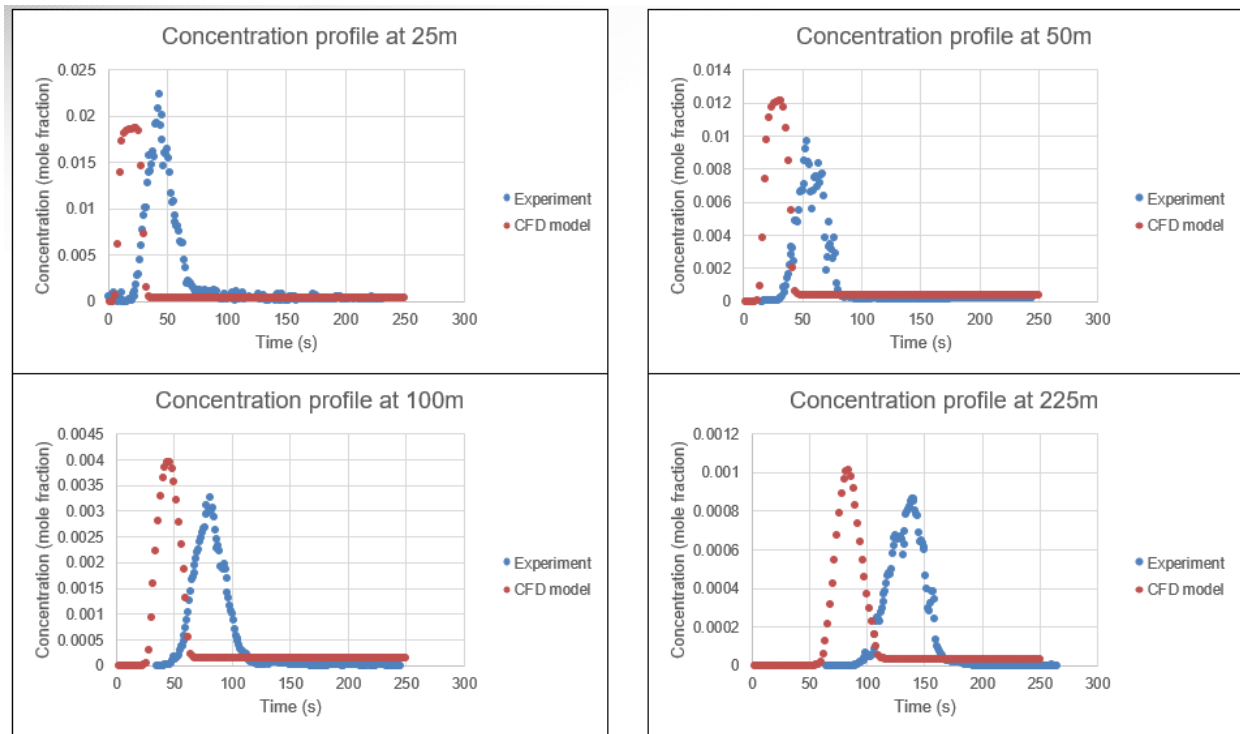 Concentration profile at 25m
Concentration (mole fraction)
0.025
0.02
0.015
0.01
0.005
0
0 50 100 150 200 250 300
Time (s)
Experiment
CFD model
Concentration profile at 50m
Concentration (mole fraction)
0.014
0.012
0.01
0.008
0.006
0.004
0.002
0
0 50 100 150 200 250 300
Time (s)
Experiment
CFD model
Concentration profile at 100m
Concentration (mole fraction)
0.0045
0.004
0.0035
0.003
0.0025
0.002
0.0015
0.001
0.0005
0
0 50 100 150 200 250 300
Time (s)
Experiment
CFD model
Concentration profile at 225m
Concentration (mole fraction)
0.0012
0.001
0.0008
0.0006
0.0004
0.0002
0
0 50 100 150 200 250 300
Time (s)
Experiment
CFD model